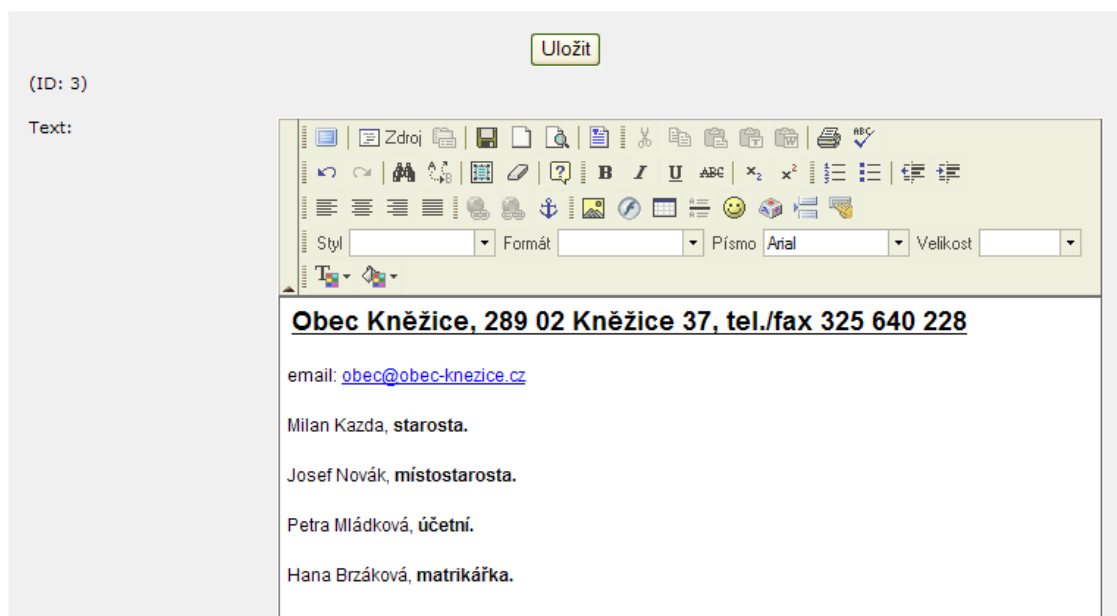 Uložit
(ID: 3)
Text:
Zdroj
Styl Formát Písmo Arial Velikost
Obec Kněžice, 289 02 Kněžice 37, tel./fax 325 640 228
email: obec@obec-knezice.cz
Milan Kazda, starosta.
Josef Novák, místostarosta.
Petra Mládková, účetní.
Hana Brzáková, matrikářka.